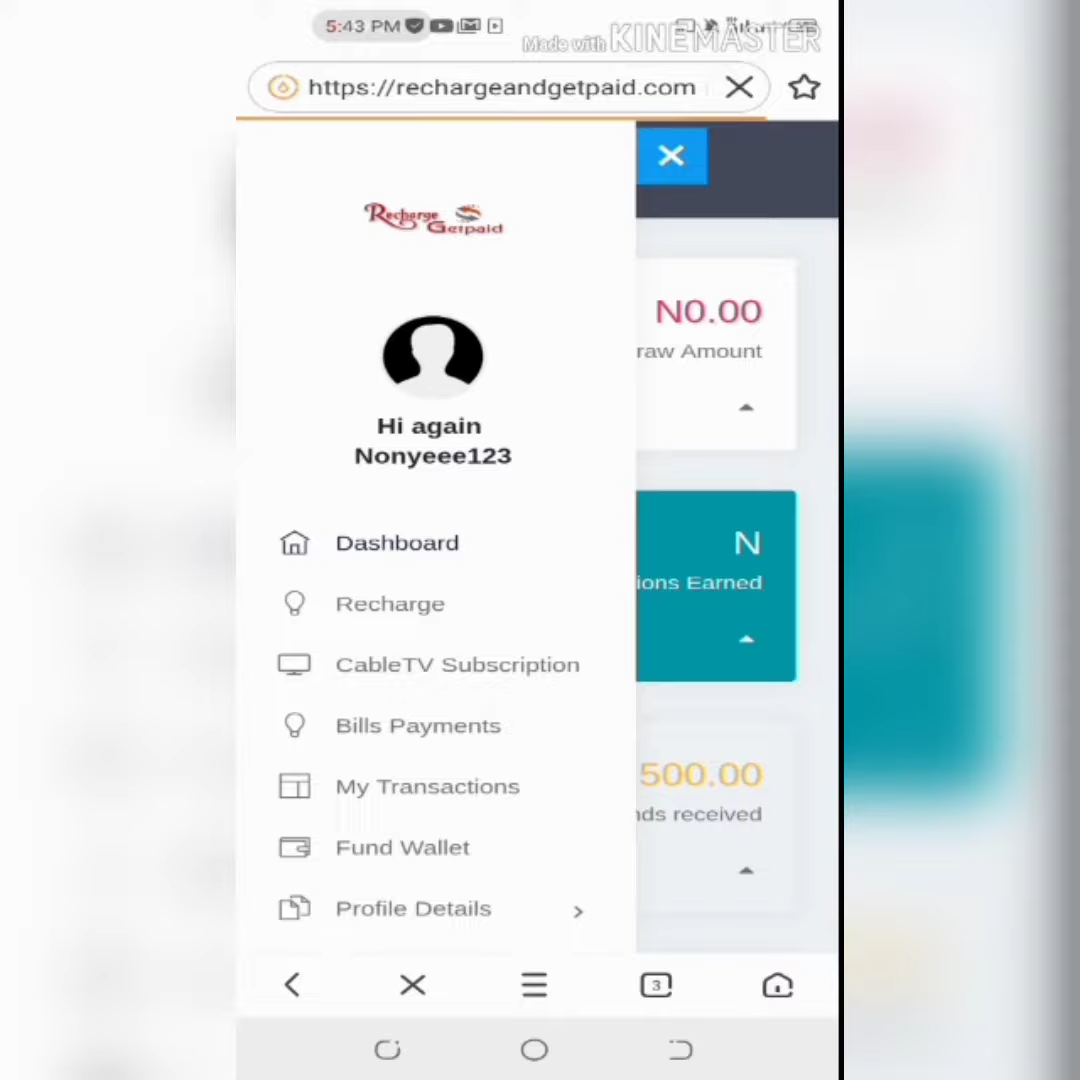 5:43 PM
Made with KINEMASTER
https://rechargeandgetpaid.com
Recharge
Getpaid
N0.00
raw Amount
Hi again
Nonyeee123
Dashboard
N
ions Earned
Recharge
CableTV Subscription
Bills Payments
My Transactions
500.00
nds received
Fund Wallet
Profile Details
3